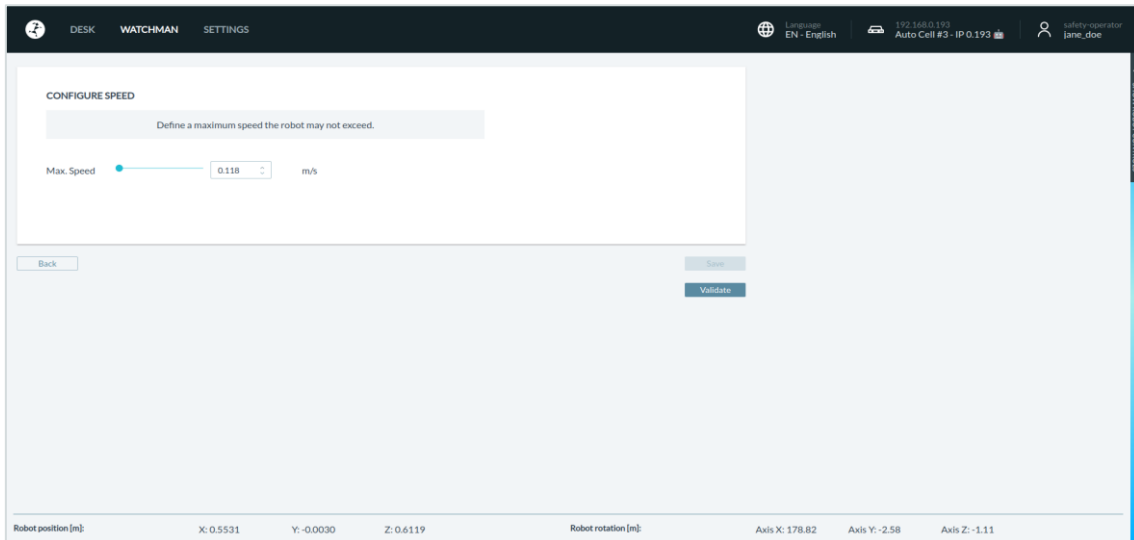 DESK WATCHMAN SETTINGS
Language
EN - English
192.168.0.193
Auto Cell #3 - IP 0.193
safety-operator
jane_doe
CONFIGURE SPEED
Define a maximum speed the robot may not exceed.
Max. Speed 0.118 m/s
Back Save
Validate
Robot position [m]: X: 0.5531 Y: -0.0030 Z: 0.6119 Robot rotation [m]: Axis X: 178.82 Axis Y: -2.58 Axis Z: -1.11